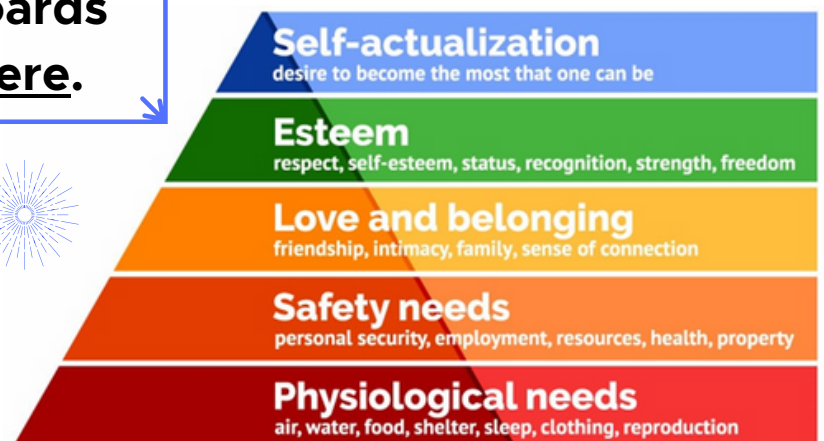 ere.
Self-actualization
desire to become the most that one can be
Esteem
respect, self-esteem, status, recognition, strength, freedom
Love and belonging
friendship, intimacy, family, sense of connection
Safety needs
personal security, employment, resources, health, property
Physiological needs
air, water, food, shelter, sleep, clothing, reproduction